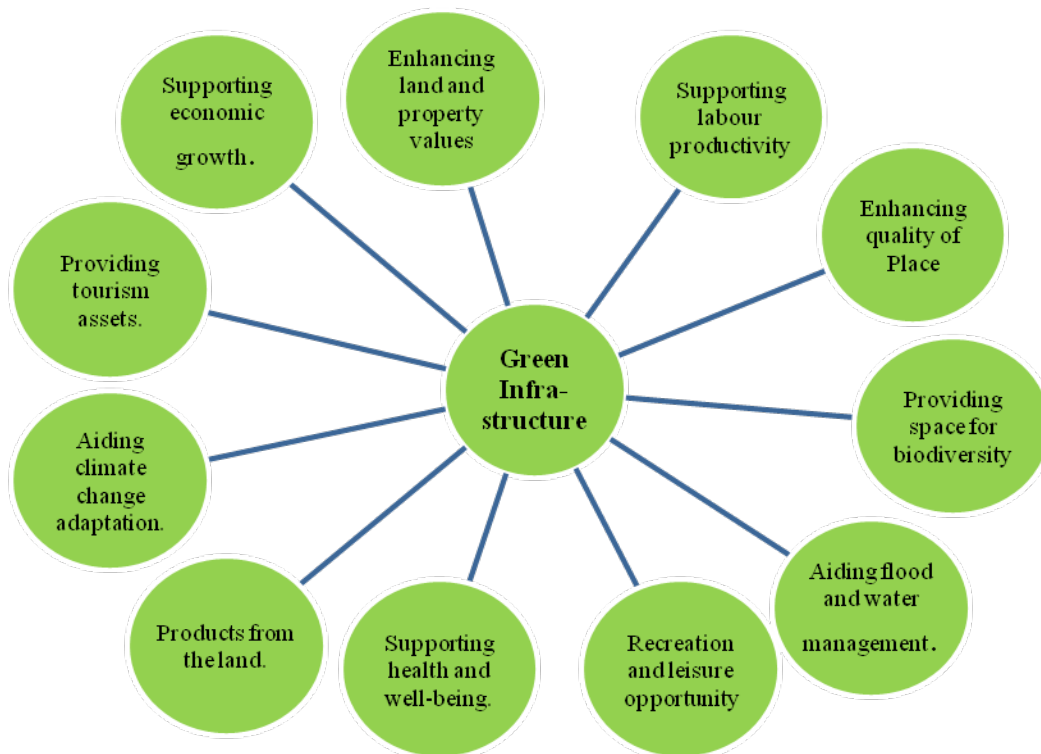 Supporting
economic
growth.
Enhancing
land and
property
values
Supporting
labour
productivity
Enhancing
quality of
Place
Providing
tourism
assets.
Green
Infra-
structure
Providing
space for
biodiversity
Aiding
climate
change
adaptation.
Aiding flood
and water
management.
Products from
the land.
Supporting
health and
well-being.
Recreation
and leisure
opportunity